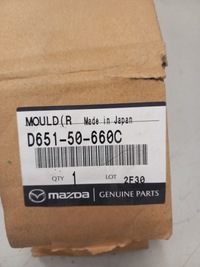 MOULD(R Made in Japan
D651-50-660C
QTY 1 LOT 2E30
mazda GENUINE PARTS